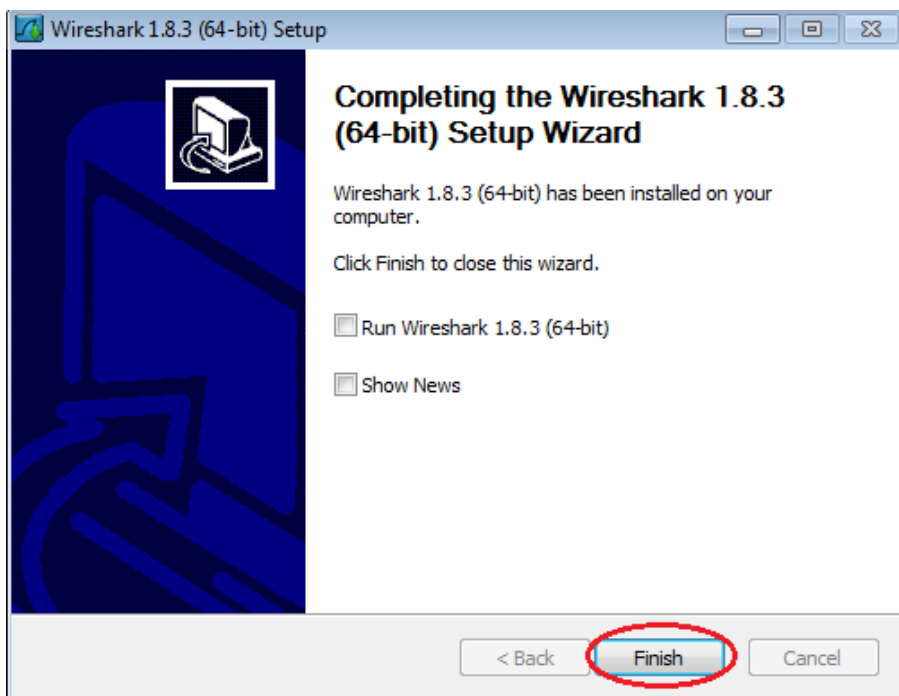 Wireshark 1.8.3 (64-bit) Setup
Completing the Wireshark 1.8.3
(64-bit) Setup Wizard
Wireshark 1.8.3 (64-bit) has been installed on your
computer.
Click Finish to close this wizard.
Run Wireshark 1.8.3 (64-bit)
Show News
< Back Finish Cancel